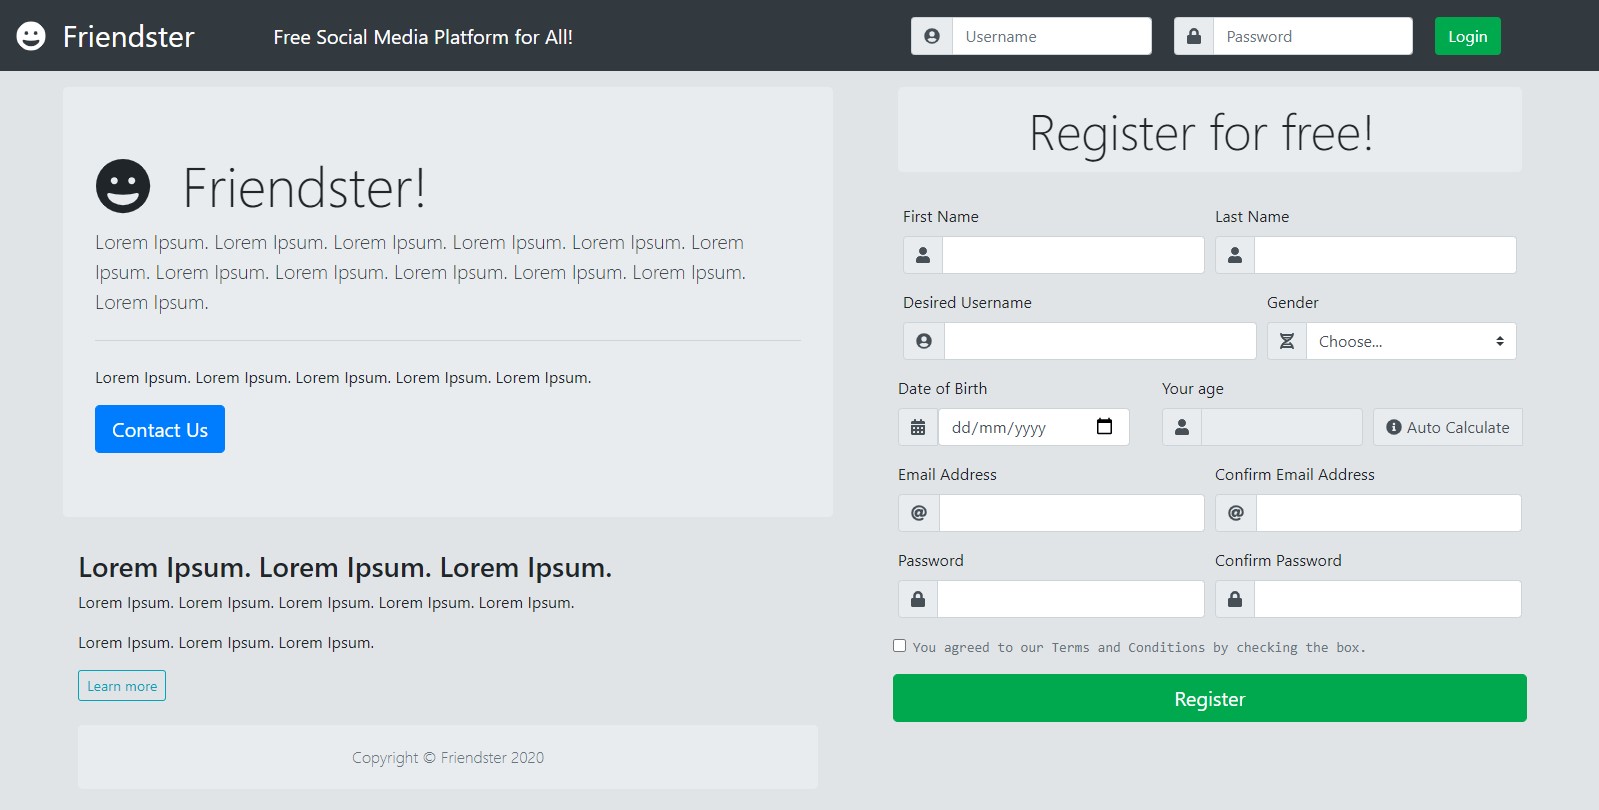 Friendster
Free Social Media Platform for All!
Username
Password
Login
Friendster!
Lorem Ipsum. Lorem Ipsum. Lorem Ipsum. Lorem Ipsum. Lorem Ipsum. Lorem
Ipsum. Lorem Ipsum. Lorem Ipsum. Lorem Ipsum. Lorem Ipsum. Lorem Ipsum.
Lorem Ipsum.
Lorem Ipsum. Lorem Ipsum. Lorem Ipsum. Lorem Ipsum. Lorem Ipsum.
Contact Us
Lorem Ipsum. Lorem Ipsum. Lorem Ipsum.
Lorem Ipsum. Lorem Ipsum. Lorem Ipsum. Lorem Ipsum. Lorem Ipsum.
Lorem Ipsum. Lorem Ipsum. Lorem Ipsum.
Learn more
Copyright © Friendster 2020
Register for free!
First Name
Last Name
Desired Username
Gender
Choose...
Date of Birth
Your age
dd/mm/yyyy
Auto Calculate
Email Address
Confirm Email Address
@
@
Password
Confirm Password
You agreed to our Terms and Conditions by checking the box.
Register